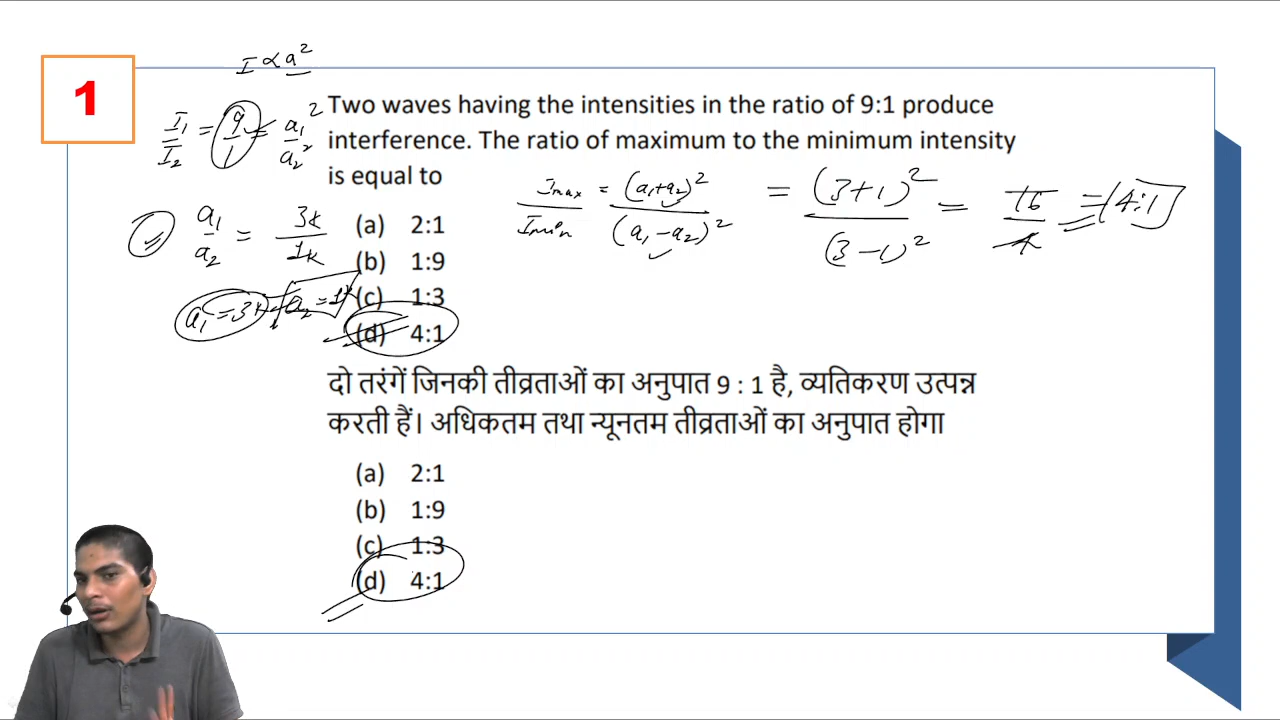 I ∝ a²
1
I₁/I₂ = 9/1 = a₁²/a₂²
Two waves having the intensities in the ratio of 9:1 produce
interference. The ratio of maximum to the minimum intensity
is equal to
Imax/Imin = (a₁+a₂)²/(a₁-a₂)² = (3+1)²/(3-1)² = 16/4 = 4:1
a₁/a₂ = 3k/1k
(a) 2:1
(b) 1:9
a₁ = 3k, a₂ = 1k
(c) 1:3
(d) 4:1
दो तरंगें जिनकी तीव्रताओं का अनुपात 9 : 1 है, व्यतिकरण उत्पन्न
करती हैं। अधिकतम तथा न्यूनतम तीव्रताओं का अनुपात होगा
(a) 2:1
(b) 1:9
(c) 1:3
(d) 4:1